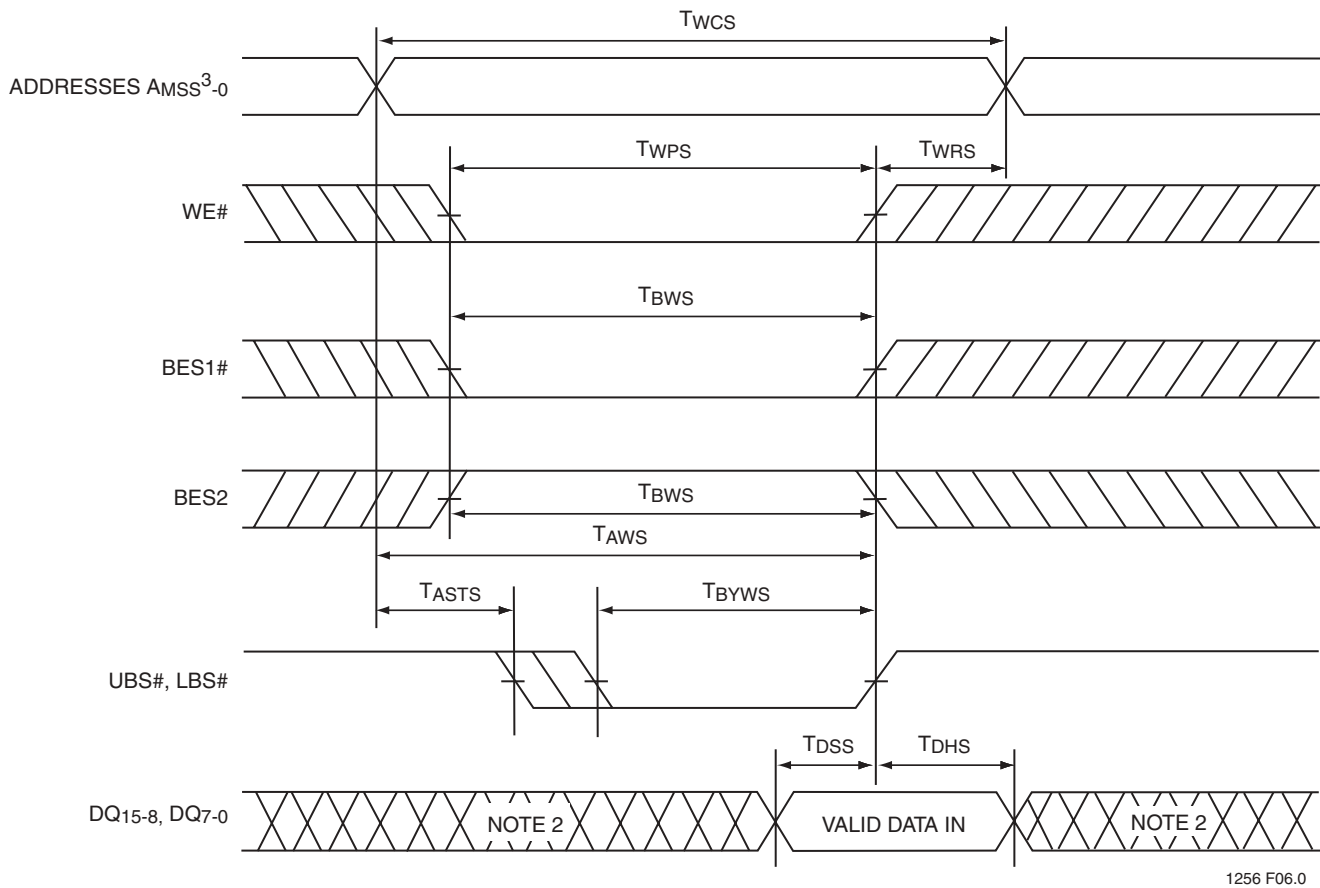 TWCS
ADDRESSES AMSS3-0
TWPS
TWRS
WE#
TBWS
BES1#
BES2
TBWS
TAWS
TASTS
TBYWS
UBS#, LBS#
TDSS
TDHS
DQ15-8, DQ7-0
NOTE 2
VALID DATA IN
NOTE 2
1256 F06.0